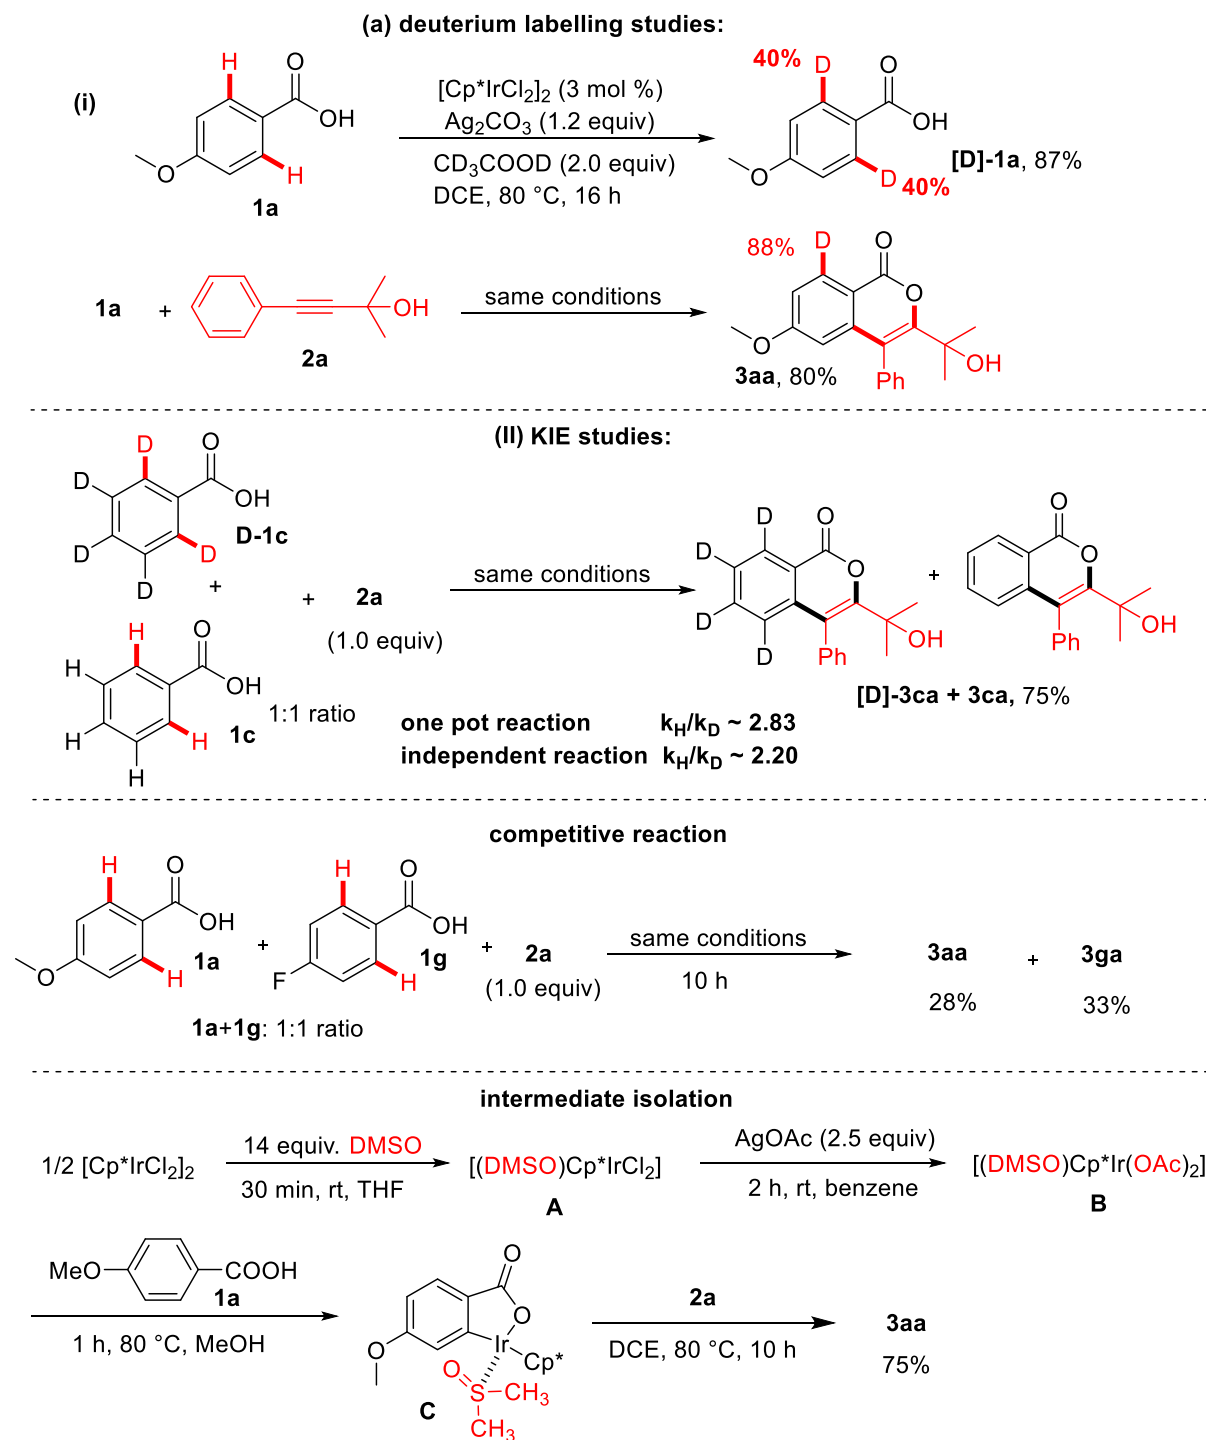 (a) deuterium labelling studies:
(i)
H
O
OH
O
H
1a
[Cp*IrCl2]2 (3 mol %)
Ag2CO3 (1.2 equiv)
CD3COOD (2.0 equiv)
DCE, 80 °C, 16 h
40%
D
O
OH
O
D
40%
[D]-1a, 87%
1a
+
OH
2a
same conditions
88%
D
O
O
O
OH
Ph
3aa, 80%
(II) KIE studies:
D
O
D
OH
D
D
D
D-1c
+
H
O
H
OH
H
H
H
1c
1:1 ratio
+
2a
(1.0 equiv)
same conditions
D
O
D
O
D
OH
D
Ph
+
O
O
OH
Ph
[D]-3ca + 3ca, 75%
one pot reaction kH/kD ~ 2.83
independent reaction kH/kD ~ 2.20
competitive reaction
H
O
OH
O
H
1a
+
H
O
OH
F
H
1g
+
2a
(1.0 equiv)
1a+1g: 1:1 ratio
same conditions
10 h
3aa
28%
+
3ga
33%
intermediate isolation
1/2 [Cp*IrCl2]2
14 equiv. DMSO
30 min, rt, THF
[(DMSO)Cp*IrCl2]
A
AgOAc (2.5 equiv)
2 h, rt, benzene
[(DMSO)Cp*Ir(OAc)2]
B
MeO
COOH
1a
1 h, 80 °C, MeOH
O
O
Ir
Cp*
O
O
S
CH3
CH3
C
2a
DCE, 80 °C, 10 h
3aa
75%